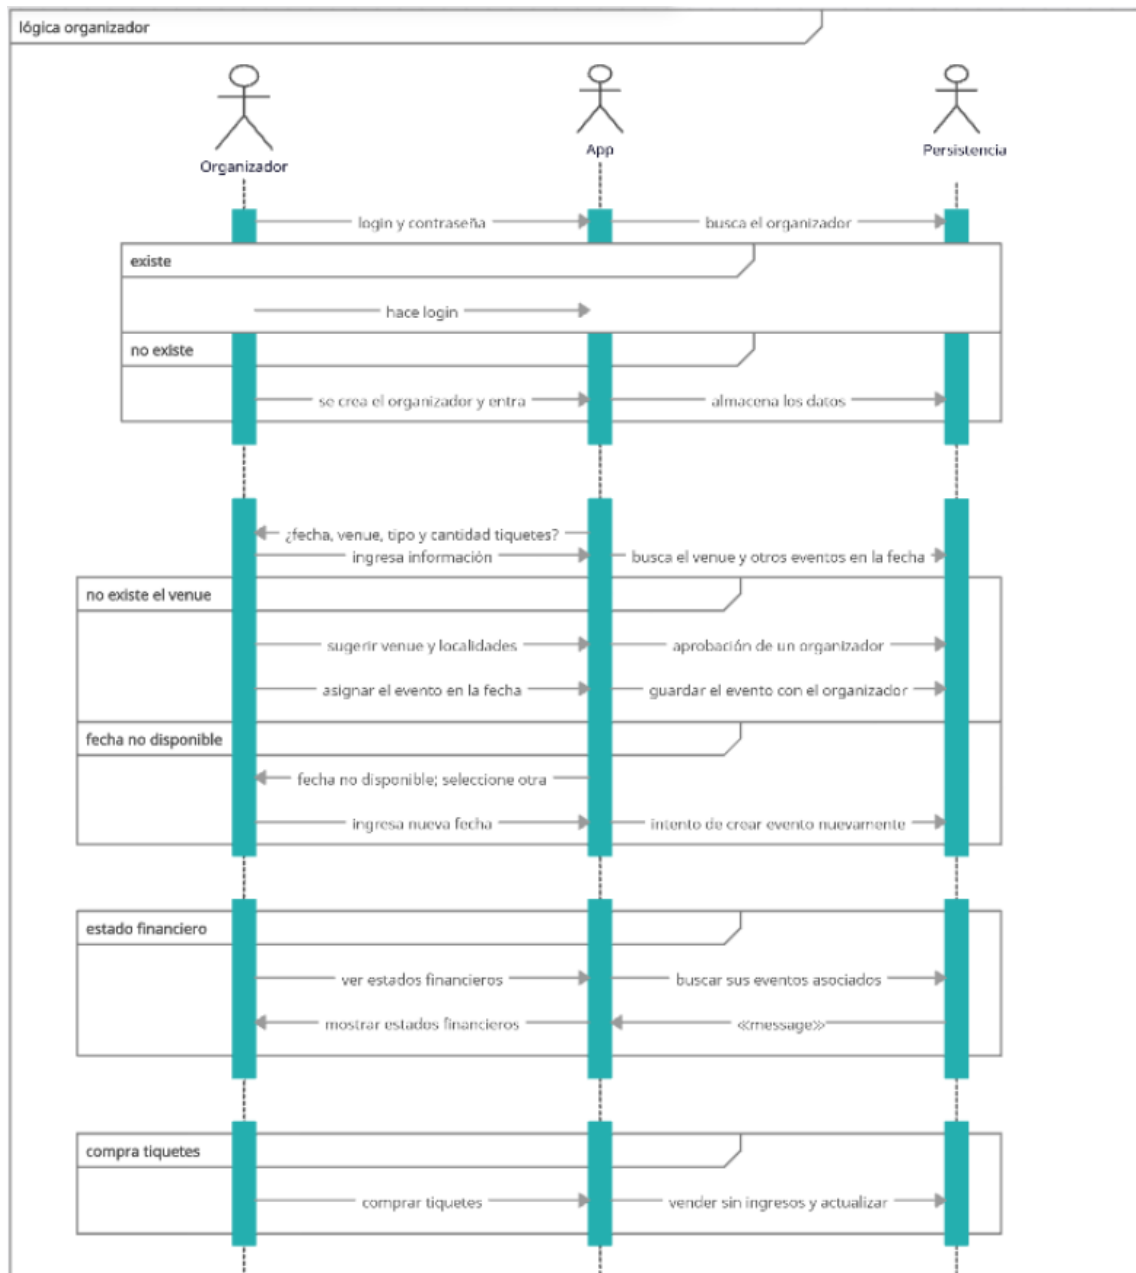 lógica organizador
Organizador
App
Persistencia
login y contraseña
busca el organizador
existe
hace login
no existe
se crea el organizador y entra
almacena los datos
¿fecha, venue, tipo y cantidad tiquetes?
ingresa información
busca el venue y otros eventos en la fecha
no existe el venue
sugerir venue y localidades
aprobación de un organizador
asignar el evento en la fecha
guardar el evento con el organizador
fecha no disponible
fecha no disponible; seleccione otra
ingresa nueva fecha
intento de crear evento nuevamente
estado financiero
ver estados financieros
buscar sus eventos asociados
mostrar estados financieros
≪message≫
compra tiquetes
comprar tiquetes
vender sin ingresos y actualizar